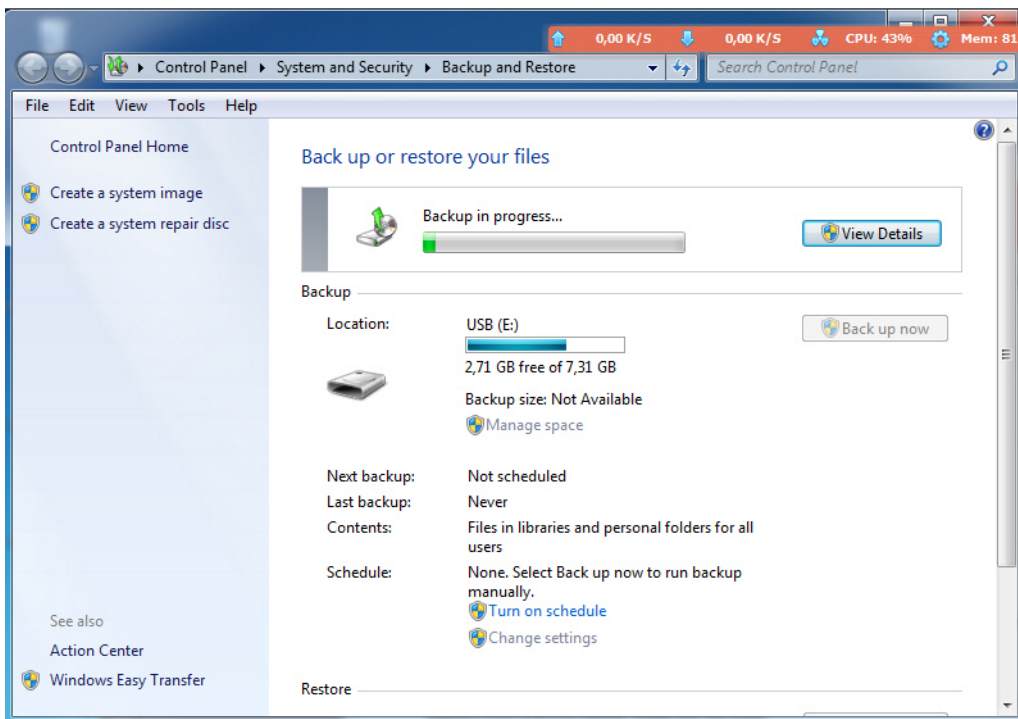 0,00 K/S 0,00 K/S CPU: 43% Mem: 81
Control Panel System and Security Backup and Restore Search Control Panel
File Edit View Tools Help
Control Panel Home
Create a system image
Create a system repair disc
Back up or restore your files
Backup in progress...
View Details
Backup
Location: USB (E:)
Back up now
2,71 GB free of 7,31 GB
Backup size: Not Available
Manage space
Next backup: Not scheduled
Last backup: Never
Contents: Files in libraries and personal folders for all
users
Schedule: None. Select Back up now to run backup
manually.
Turn on schedule
Change settings
See also
Action Center
Windows Easy Transfer
Restore